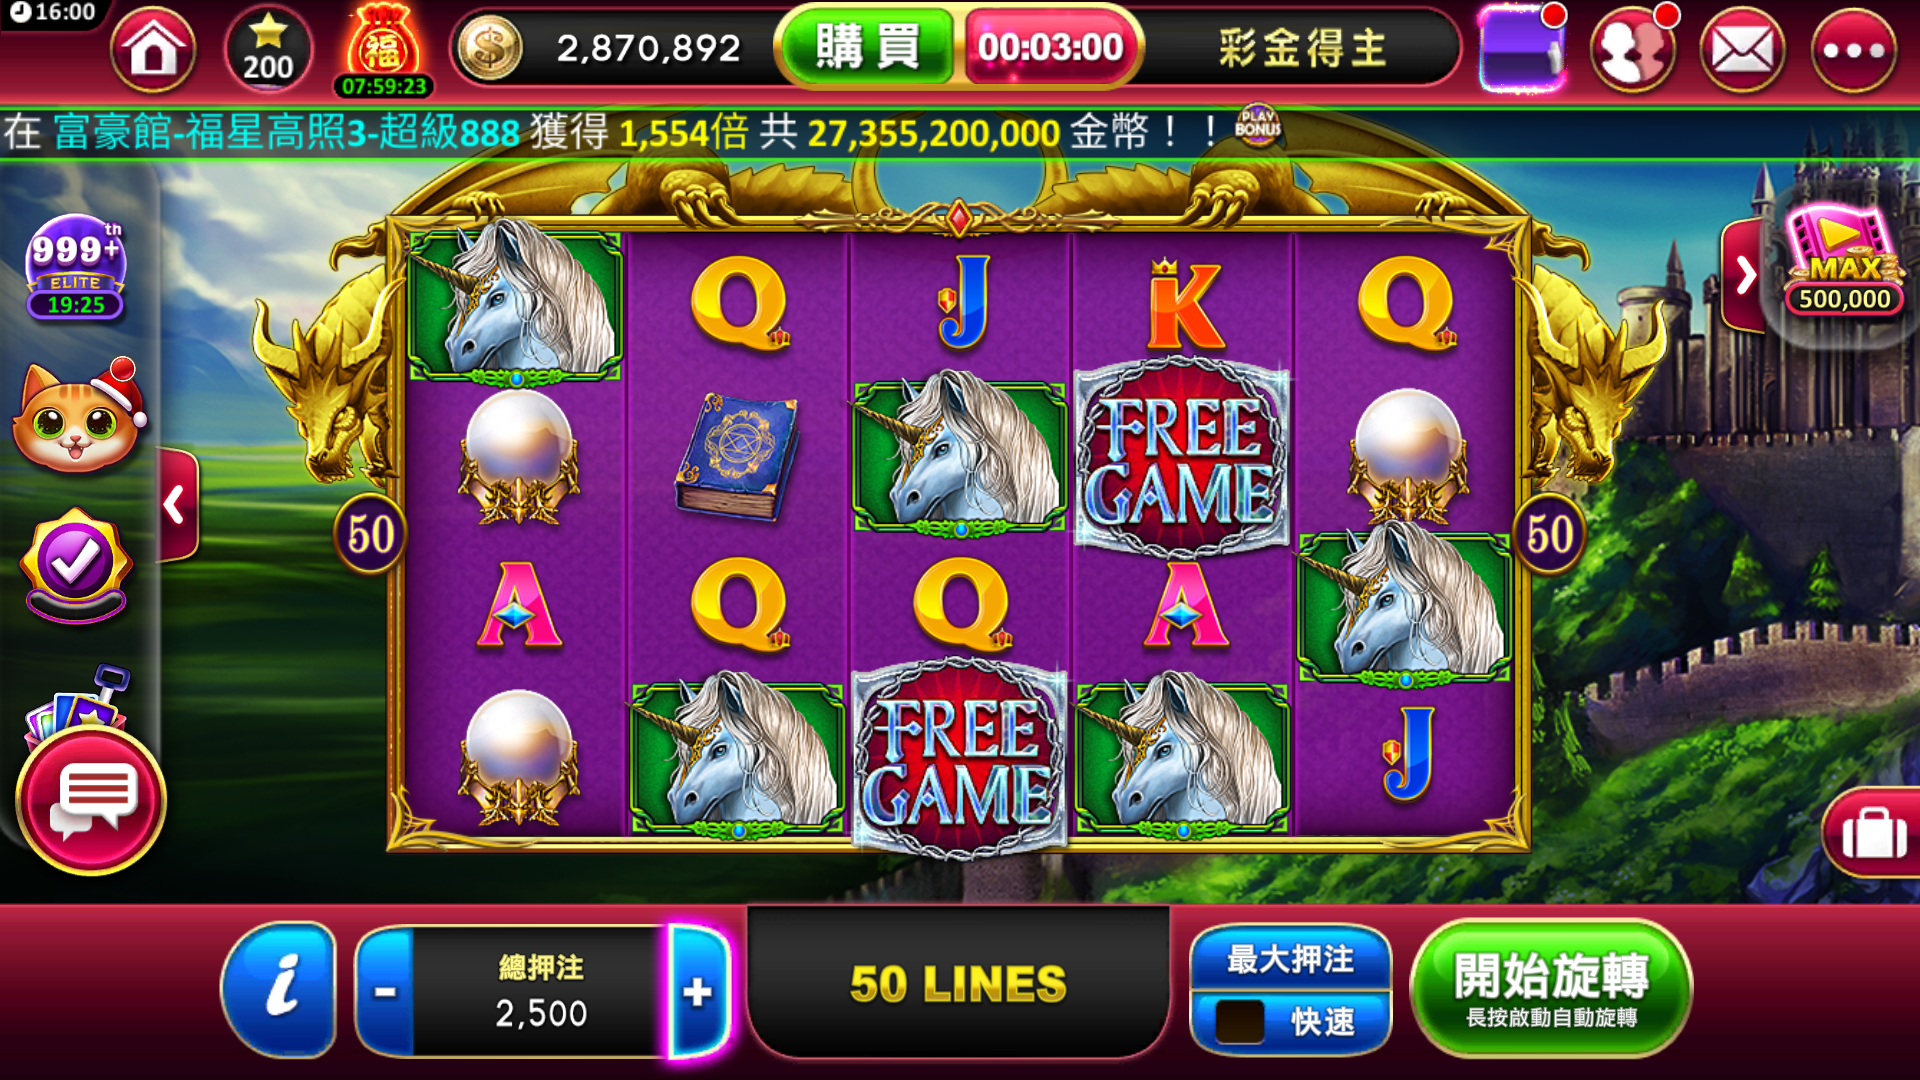 16:00
200
福
07:59:23
2,870,892
購買
00:03:00
彩金得主
在 富豪館-福星高照3-超級888 獲得 1,554倍 共 27,355,200,000 金幣！！
PLAY BONUS
999+th
ELITE
19:25
MAX
500,000
Q
J
K
Q
FREE
GAME
50
50
A
Q
Q
A
FREE
GAME
J
i
-
總押注
2,500
+
50 LINES
最大押注
快速
開始旋轉
長按啟動自動旋轉